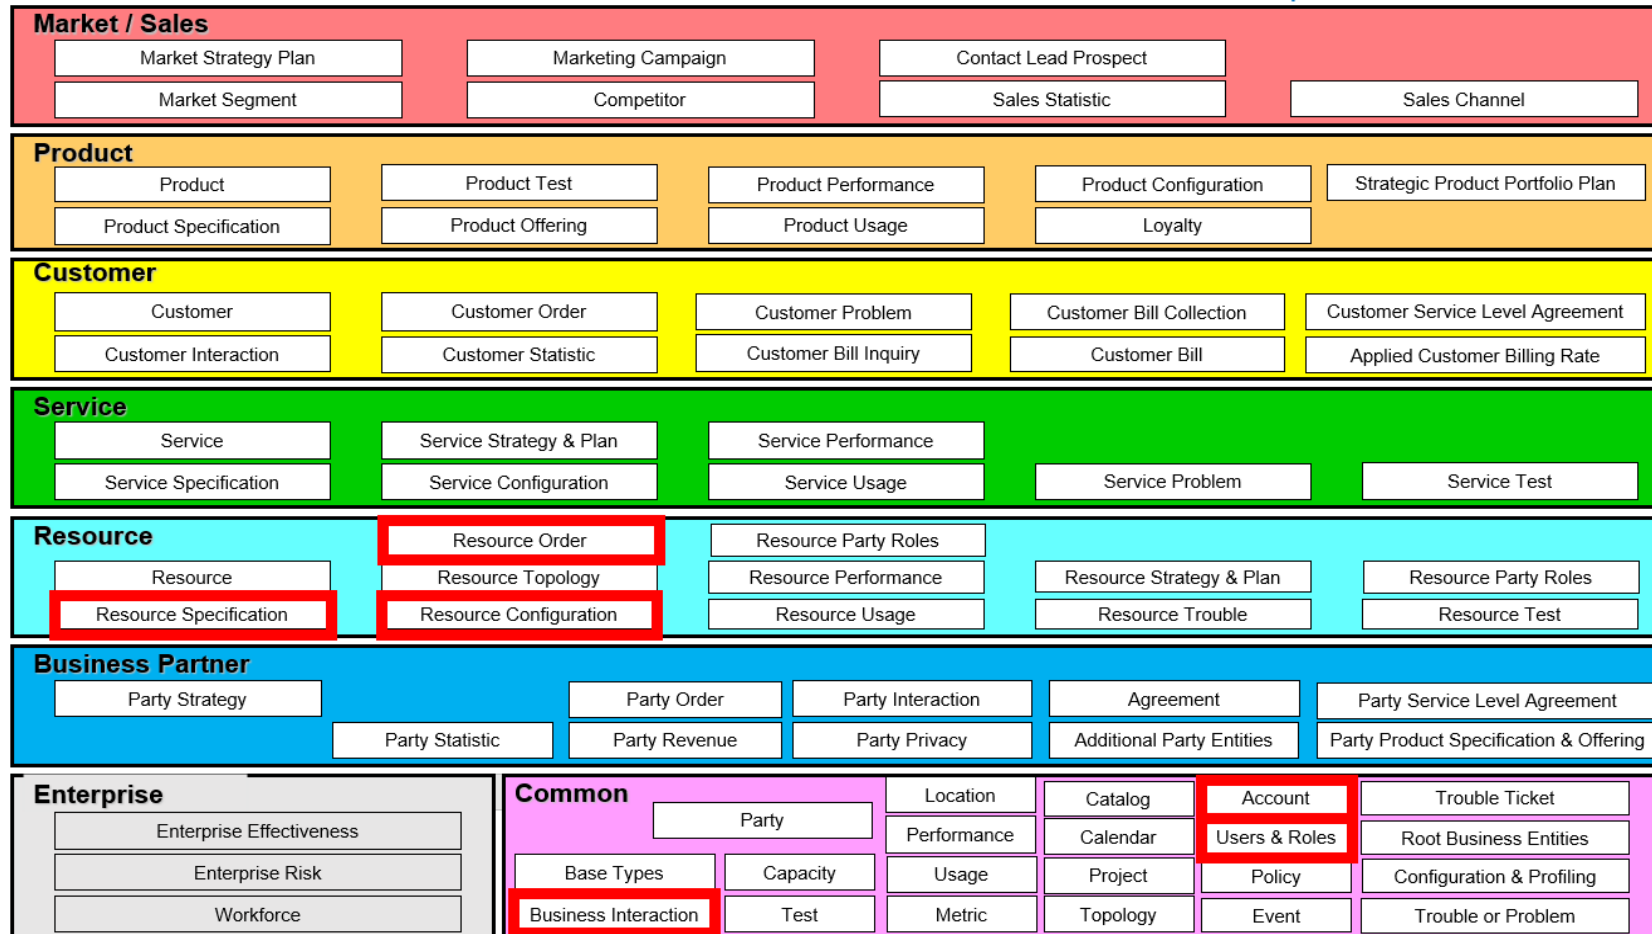 Market / Sales
Market Strategy Plan
Marketing Campaign
Contact Lead Prospect
Market Segment
Competitor
Sales Statistic
Sales Channel
Product
Product
Product Test
Product Performance
Product Configuration
Strategic Product Portfolio Plan
Product Specification
Product Offering
Product Usage
Loyalty
Customer
Customer
Customer Order
Customer Problem
Customer Bill Collection
Customer Service Level Agreement
Customer Interaction
Customer Statistic
Customer Bill Inquiry
Customer Bill
Applied Customer Billing Rate
Service
Service
Service Strategy & Plan
Service Performance
Service Specification
Service Configuration
Service Usage
Service Problem
Service Test
Resource
Resource Order
Resource Party Roles
Resource
Resource Topology
Resource Performance
Resource Strategy & Plan
Resource Party Roles
Resource Specification
Resource Configuration
Resource Usage
Resource Trouble
Resource Test
Business Partner
Party Strategy
Party Order
Party Interaction
Agreement
Party Service Level Agreement
Party Statistic
Party Revenue
Party Privacy
Additional Party Entities
Party Product Specification & Offering
Enterprise
Enterprise Effectiveness
Enterprise Risk
Workforce
Common
Party
Location
Catalog
Account
Trouble Ticket
Performance
Calendar
Users & Roles
Root Business Entities
Base Types
Capacity
Usage
Project
Policy
Configuration & Profiling
Business Interaction
Test
Metric
Topology
Event
Trouble or Problem